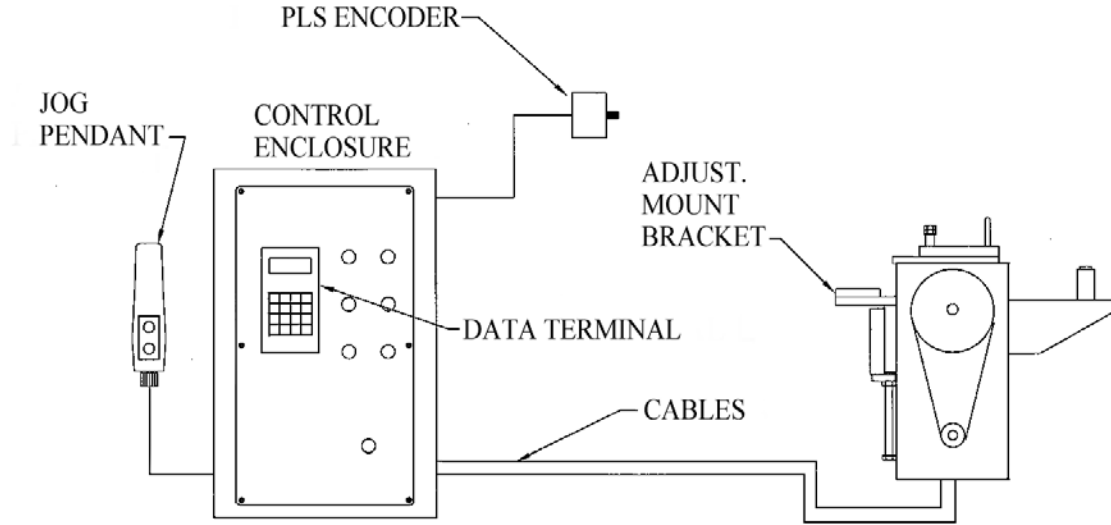 PLS ENCODER
JOG
PENDANT
CONTROL
ENCLOSURE
ADJUST.
MOUNT
BRACKET
DATA TERMINAL
CABLES